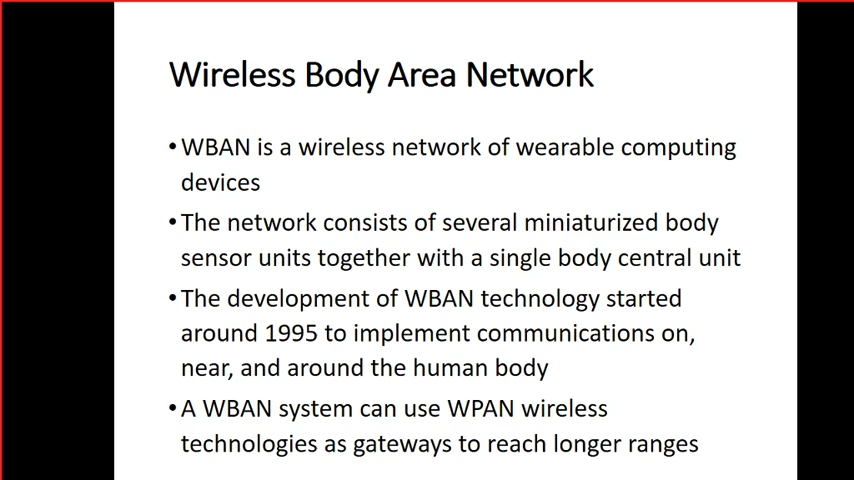 Wireless Body Area Network
•WBAN is a wireless network of wearable computing
devices
•The network consists of several miniaturized body
sensor units together with a single body central unit
•The development of WBAN technology started
around 1995 to implement communications on,
near, and around the human body
•A WBAN system can use WPAN wireless
technologies as gateways to reach longer ranges